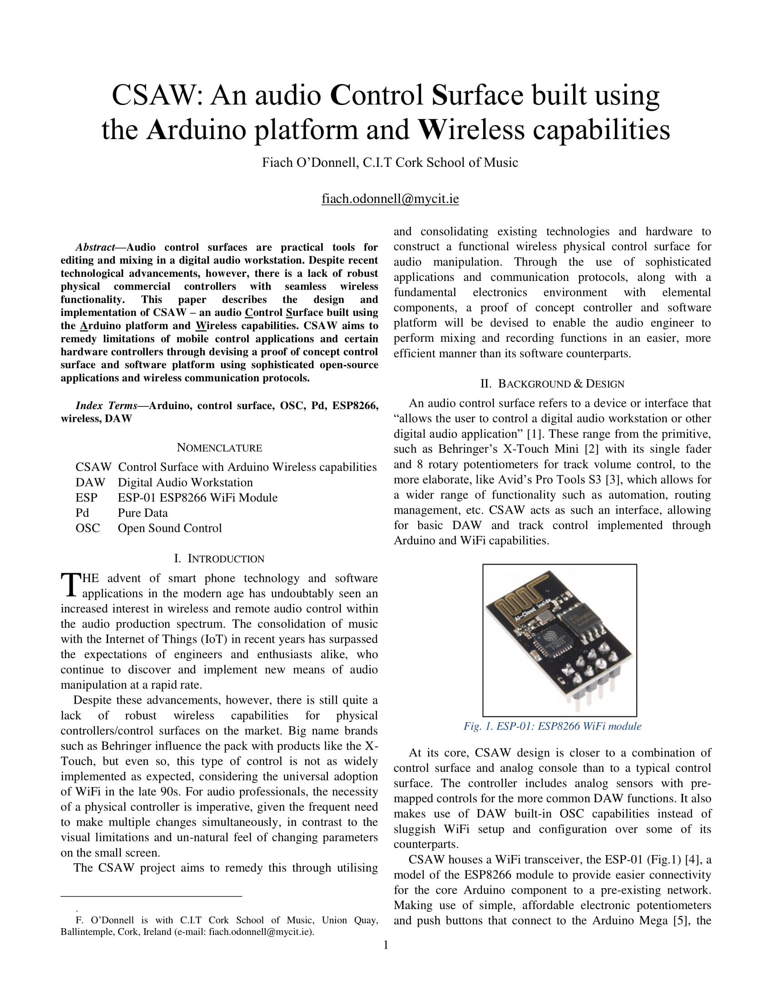 CSAW: An audio Control Surface built using
the Arduino platform and Wireless capabilities
Fiach O’Donnell, C.I.T Cork School of Music
fiach.odonnell@mycit.ie
Abstract—Audio control surfaces are practical tools for
editing and mixing in a digital audio workstation. Despite recent
technological advancements, however, there is a lack of robust
physical commercial controllers with seamless wireless
functionality. This paper describes the design and
implementation of CSAW – an audio Control Surface built using
the Arduino platform and Wireless capabilities. CSAW aims to
remedy limitations of mobile control applications and certain
hardware controllers through devising a proof of concept control
surface and software platform using sophisticated open-source
applications and wireless communication protocols.
Index Terms—Arduino, control surface, OSC, Pd, ESP8266,
wireless, DAW
NOMENCLATURE
CSAW Control Surface with Arduino Wireless capabilities
DAW Digital Audio Workstation
ESP ESP-01 ESP8266 WiFi Module
Pd Pure Data
OSC Open Sound Control
I. INTRODUCTION
THE advent of smart phone technology and software
applications in the modern age has undoubtably seen an
increased interest in wireless and remote audio control within
the audio production spectrum. The consolidation of music
with the Internet of Things (IoT) in recent years has surpassed
the expectations of engineers and enthusiasts alike, who
continue to discover and implement new means of audio
manipulation at a rapid rate.
Despite these advancements, however, there is still quite a
lack of robust wireless capabilities for physical
controllers/control surfaces on the market. Big name brands
such as Behringer influence the pack with products like the X-
Touch, but even so, this type of control is not as widely
implemented as expected, considering the universal adoption
of WiFi in the late 90s. For audio professionals, the necessity
of a physical controller is imperative, given the frequent need
to make multiple changes simultaneously, in contrast to the
visual limitations and un-natural feel of changing parameters
on the small screen.
The CSAW project aims to remedy this through utilising
.
F. O’Donnell is with C.I.T Cork School of Music, Union Quay,
Ballintemple, Cork, Ireland (e-mail: fiach.odonnell@mycit.ie).
and consolidating existing technologies and hardware to
construct a functional wireless physical control surface for
audio manipulation. Through the use of sophisticated
applications and communication protocols, along with a
fundamental electronics environment with elemental
components, a proof of concept controller and software
platform will be devised to enable the audio engineer to
perform mixing and recording functions in an easier, more
efficient manner than its software counterparts.
II. BACKGROUND & DESIGN
An audio control surface refers to a device or interface that
“allows the user to control a digital audio workstation or other
digital audio application” [1]. These range from the primitive,
such as Behringer’s X-Touch Mini [2] with its single fader
and 8 rotary potentiometers for track volume control, to the
more elaborate, like Avid’s Pro Tools S3 [3], which allows for
a wider range of functionality such as automation, routing
management, etc. CSAW acts as such an interface, allowing
for basic DAW and track control implemented through
Arduino and WiFi capabilities.
AI-Cloud inside
Fig. 1. ESP-01: ESP8266 WiFi module
At its core, CSAW design is closer to a combination of
control surface and analog console than to a typical control
surface. The controller includes analog sensors with pre-
mapped controls for the more common DAW functions. It also
makes use of DAW built-in OSC capabilities instead of
sluggish WiFi setup and configuration over some of its
counterparts.
CSAW houses a WiFi transceiver, the ESP-01 (Fig.1) [4], a
model of the ESP8266 module to provide easier connectivity
for the core Arduino component to a pre-existing network.
Making use of simple, affordable electronic potentiometers
and push buttons that connect to the Arduino Mega [5], the
1